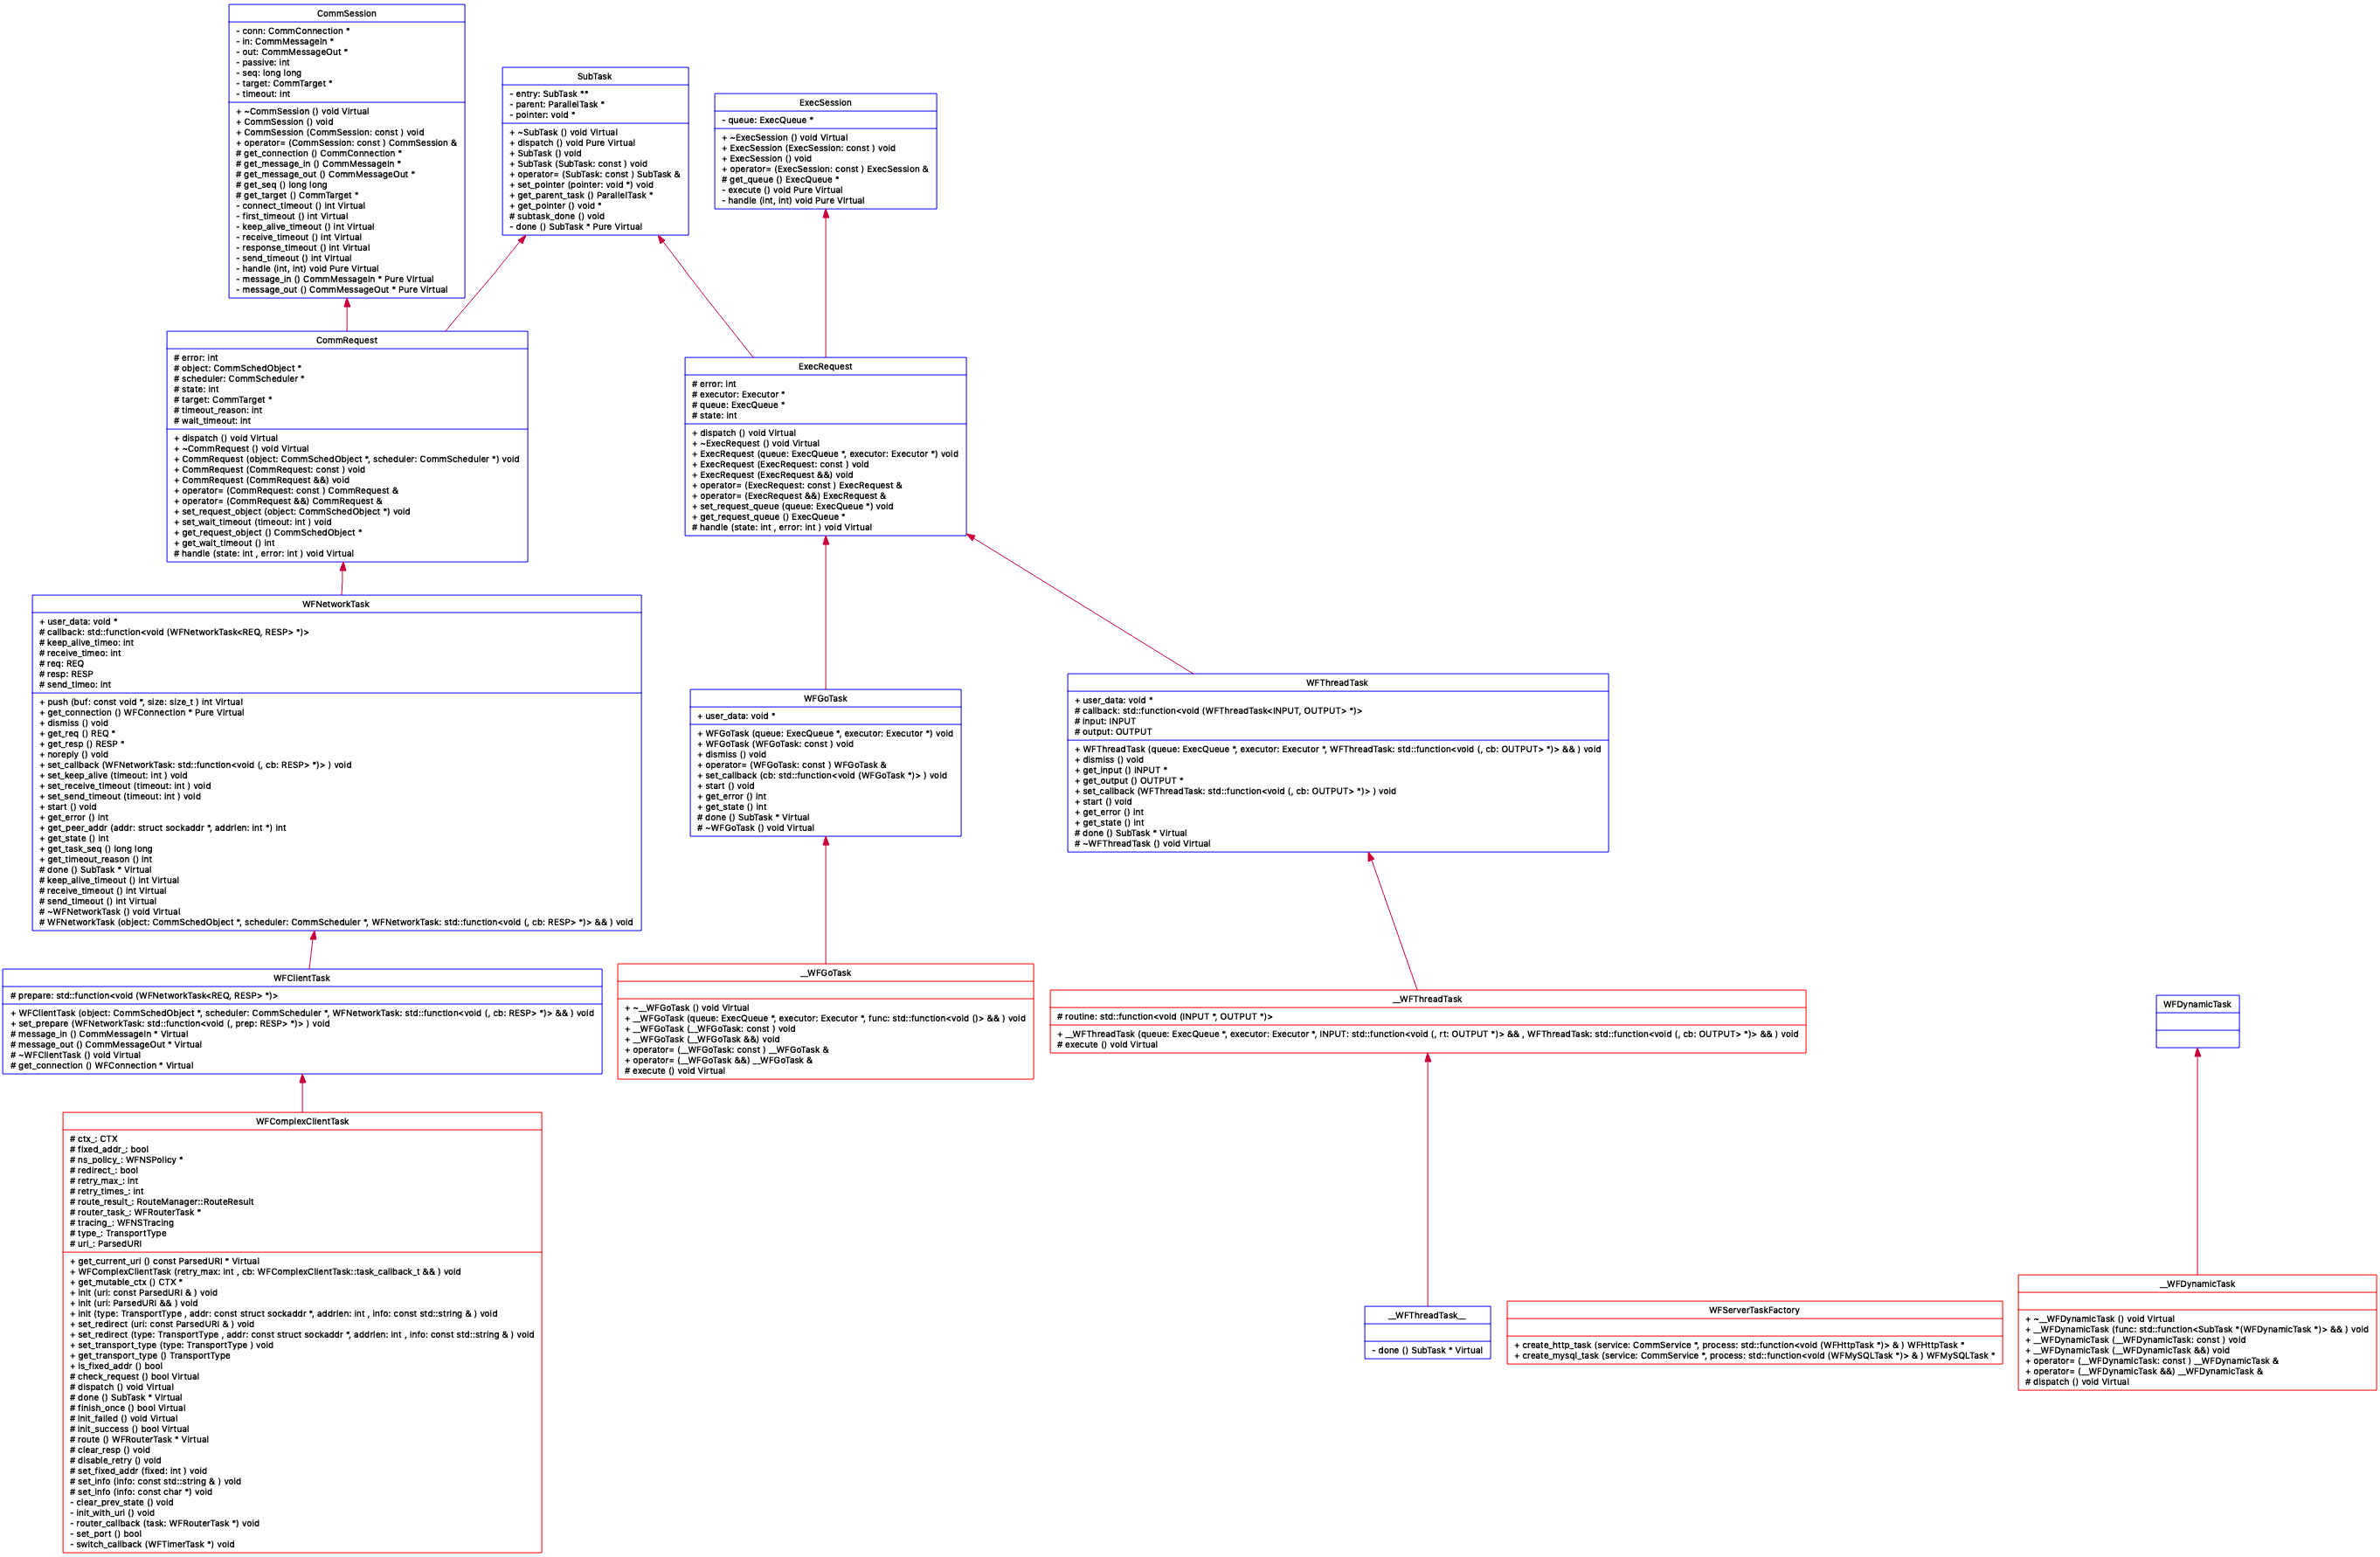 CommSession
- conn: CommConnection *
- in: CommMessageIn *
- out: CommMessageOut *
- passive: int
- seq: long long
- target: CommTarget *
- timeout: int
+ ~CommSession () void Virtual
+ CommSession () void
+ CommSession (CommSession: const ) void
+ operator= (CommSession: const ) CommSession &
# get_connection () CommConnection *
# get_message_in () CommMessageIn *
# get_message_out () CommMessageOut *
# get_seq () long long
# get_target () CommTarget *
- connect_timeout () int Virtual
- first_timeout () int Virtual
- keep_alive_timeout () int Virtual
- receive_timeout () int Virtual
- response_timeout () int Virtual
- send_timeout () int Virtual
- handle (int, int) void Pure Virtual
- message_in () CommMessageIn * Pure Virtual
- message_out () CommMessageOut * Pure Virtual
SubTask
- entry: SubTask **
- parent: ParallelTask *
- pointer: void *
+ ~SubTask () void Virtual
+ dispatch () void Pure Virtual
+ SubTask () void
+ SubTask (SubTask: const ) void
+ operator= (SubTask: const ) SubTask &
+ set_pointer (pointer: void *) void
+ get_parent_task () ParallelTask *
+ get_pointer () void *
# subtask_done () void
- done () SubTask * Pure Virtual
ExecSession
- queue: ExecQueue *
+ ~ExecSession () void Virtual
+ ExecSession (ExecSession: const ) void
+ ExecSession () void
+ operator= (ExecSession: const ) ExecSession &
# get_queue () ExecQueue *
- execute () void Pure Virtual
- handle (int, int) void Pure Virtual
CommRequest
# error: int
# object: CommSchedObject *
# scheduler: CommScheduler *
# state: int
# target: CommTarget *
# timeout_reason: int
# wait_timeout: int
+ dispatch () void Virtual
+ ~CommRequest () void Virtual
+ CommRequest (object: CommSchedObject *, scheduler: CommScheduler *) void
+ CommRequest (CommRequest: const ) void
+ CommRequest (CommRequest &&) void
+ operator= (CommRequest: const ) CommRequest &
+ operator= (CommRequest &&) CommRequest &
+ set_request_object (object: CommSchedObject *) void
+ set_wait_timeout (timeout: int ) void
+ get_request_object () CommSchedObject *
+ get_wait_timeout () int
# handle (state: int , error: int ) void Virtual
ExecRequest
# error: int
# executor: Executor *
# queue: ExecQueue *
# state: int
+ dispatch () void Virtual
+ ~ExecRequest () void Virtual
+ ExecRequest (queue: ExecQueue *, executor: Executor *) void
+ ExecRequest (ExecRequest: const ) void
+ ExecRequest (ExecRequest &&) void
+ operator= (ExecRequest: const ) ExecRequest &
+ operator= (ExecRequest &&) ExecRequest &
+ set_request_queue (queue: ExecQueue *) void
+ get_request_queue () ExecQueue *
# handle (state: int , error: int ) void Virtual
WFNetworkTask
+ user_data: void *
# callback: std::function<void (WFNetworkTask<REQ, RESP> *)>
# keep_alive_timeo: int
# receive_timeo: int
# req: REQ
# resp: RESP
# send_timeo: int
+ push (buf: const void *, size: size_t ) int Virtual
+ get_connection () WFConnection * Pure Virtual
+ dismiss () void
+ get_req () REQ *
+ get_resp () RESP *
+ noreply () void
+ set_callback (WFNetworkTask: std::function<void (, cb: RESP> *)> ) void
+ set_keep_alive (timeout: int ) void
+ set_receive_timeout (timeout: int ) void
+ set_send_timeout (timeout: int ) void
+ start () void
+ get_error () int
+ get_peer_addr (addr: struct sockaddr *, addrlen: int *) int
+ get_state () int
+ get_task_seq () long long
+ get_timeout_reason () int
# done () SubTask * Virtual
# keep_alive_timeout () int Virtual
# receive_timeout () int Virtual
# send_timeout () int Virtual
# ~WFNetworkTask () void Virtual
# WFNetworkTask (object: CommSchedObject *, scheduler: CommScheduler *, WFNetworkTask: std::function<void (, cb: RESP> *)> && ) void
WFGoTask
+ user_data: void *
+ WFGoTask (queue: ExecQueue *, executor: Executor *) void
+ WFGoTask (WFGoTask: const ) void
+ dismiss () void
+ operator= (WFGoTask: const ) WFGoTask &
+ set_callback (cb: std::function<void (WFGoTask *)> ) void
+ start () void
+ get_error () int
+ get_state () int
# done () SubTask * Virtual
# ~WFGoTask () void Virtual
WFThreadTask
+ user_data: void *
# callback: std::function<void (WFThreadTask<INPUT, OUTPUT> *)>
# input: INPUT
# output: OUTPUT
+ WFThreadTask (queue: ExecQueue *, executor: Executor *, WFThreadTask: std::function<void (, cb: OUTPUT> *)> && ) void
+ dismiss () void
+ get_input () INPUT *
+ get_output () OUTPUT *
+ set_callback (WFThreadTask: std::function<void (, cb: OUTPUT> *)> ) void
+ start () void
+ get_error () int
+ get_state () int
# done () SubTask * Virtual
# ~WFThreadTask () void Virtual
WFClientTask
# prepare: std::function<void (WFNetworkTask<REQ, RESP> *)>
+ WFClientTask (object: CommSchedObject *, scheduler: CommScheduler *, WFNetworkTask: std::function<void (, cb: RESP> *)> && ) void
+ set_prepare (WFNetworkTask: std::function<void (, prep: RESP> *)> ) void
# message_in () CommMessageIn * Virtual
# message_out () CommMessageOut * Virtual
# ~WFClientTask () void Virtual
# get_connection () WFConnection * Virtual
__WFGoTask
+ ~__WFGoTask () void Virtual
+ __WFGoTask (queue: ExecQueue *, executor: Executor *, func: std::function<void ()> && ) void
+ __WFGoTask (__WFGoTask: const ) void
+ __WFGoTask (__WFGoTask &&) void
+ operator= (__WFGoTask: const ) __WFGoTask &
+ operator= (__WFGoTask &&) __WFGoTask &
# execute () void Virtual
__WFThreadTask
# routine: std::function<void (INPUT *, OUTPUT *)>
+ __WFThreadTask (queue: ExecQueue *, executor: Executor *, INPUT: std::function<void (, rt: OUTPUT *)> && , WFThreadTask: std::function<void (, cb: OUTPUT> *)> && ) void
# execute () void Virtual
WFDynamicTask
WFComplexClientTask
# ctx_: CTX
# fixed_addr_: bool
# ns_policy_: WFNSPolicy *
# redirect_: bool
# retry_max_: int
# retry_times_: int
# route_result_: RouteManager::RouteResult
# router_task_: WFRouterTask *
# tracing_: WFNSTracing
# type_: TransportType
# uri_: ParsedURI
+ get_current_uri () const ParsedURI * Virtual
+ WFComplexClientTask (retry_max: int , cb: WFComplexClientTask::task_callback_t && ) void
+ get_mutable_ctx () CTX *
+ init (uri: const ParsedURI & ) void
+ init (uri: ParsedURI && ) void
+ init (type: TransportType , addr: const struct sockaddr *, addrlen: int , info: const std::string & ) void
+ set_redirect (uri: const ParsedURI & ) void
+ set_redirect (type: TransportType , addr: const struct sockaddr *, addrlen: int , info: const std::string & ) void
+ set_transport_type (type: TransportType ) void
+ get_transport_type () TransportType
+ is_fixed_addr () bool
# check_request () bool Virtual
# dispatch () void Virtual
# done () SubTask * Virtual
# finish_once () bool Virtual
# init_failed () void Virtual
# init_success () bool Virtual
# route () WFRouterTask * Virtual
# clear_resp () void
# disable_retry () void
# set_fixed_addr (fixed: int ) void
# set_info (info: const std::string & ) void
# set_info (info: const char *) void
- clear_prev_state () void
- init_with_uri () void
- router_callback (task: WFRouterTask *) void
- set_port () bool
- switch_callback (WFTimerTask *) void
__WFThreadTask__
- done () SubTask * Virtual
WFServerTaskFactory
+ create_http_task (service: CommService *, process: std::function<void (WFHttpTask *)> & ) WFHttpTask *
+ create_mysql_task (service: CommService *, process: std::function<void (WFMySQLTask *)> & ) WFMySQLTask *
__WFDynamicTask
+ ~__WFDynamicTask () void Virtual
+ __WFDynamicTask (func: std::function<SubTask *(WFDynamicTask *)> && ) void
+ __WFDynamicTask (__WFDynamicTask: const ) void
+ __WFDynamicTask (__WFDynamicTask &&) void
+ operator= (__WFDynamicTask: const ) __WFDynamicTask &
+ operator= (__WFDynamicTask &&) __WFDynamicTask &
# dispatch () void Virtual